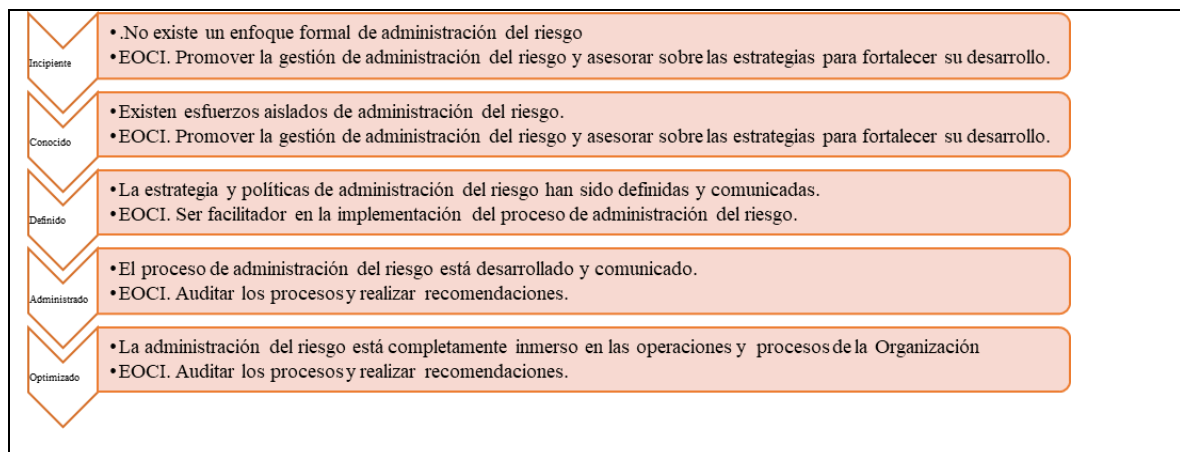 • .No existe un enfoque formal de administración del riesgo
Incipiente
•EOCI. Promover la gestión de administración del riesgo y asesorar sobre las estrategias para fortalecer su desarrollo.
•Existen esfuerzos aislados de administración del riesgo.
Conocido
•EOCI. Promover la gestión de administración del riesgo y asesorar sobre las estrategias para fortalecer su desarrollo.
•La estrategia y políticas de administración del riesgo han sido definidas y comunicadas.
Definido
•EOCI. Ser facilitador en la implementación del proceso de administración del riesgo.
•El proceso de administración del riesgo está desarrollado y comunicado.
Administrado
•EOCI. Auditar los procesos y realizar recomendaciones.
•La administración del riesgo está completamente inmerso en las operaciones y procesos de la Organización
Optimizado
•EOCI. Auditar los procesos y realizar recomendaciones.